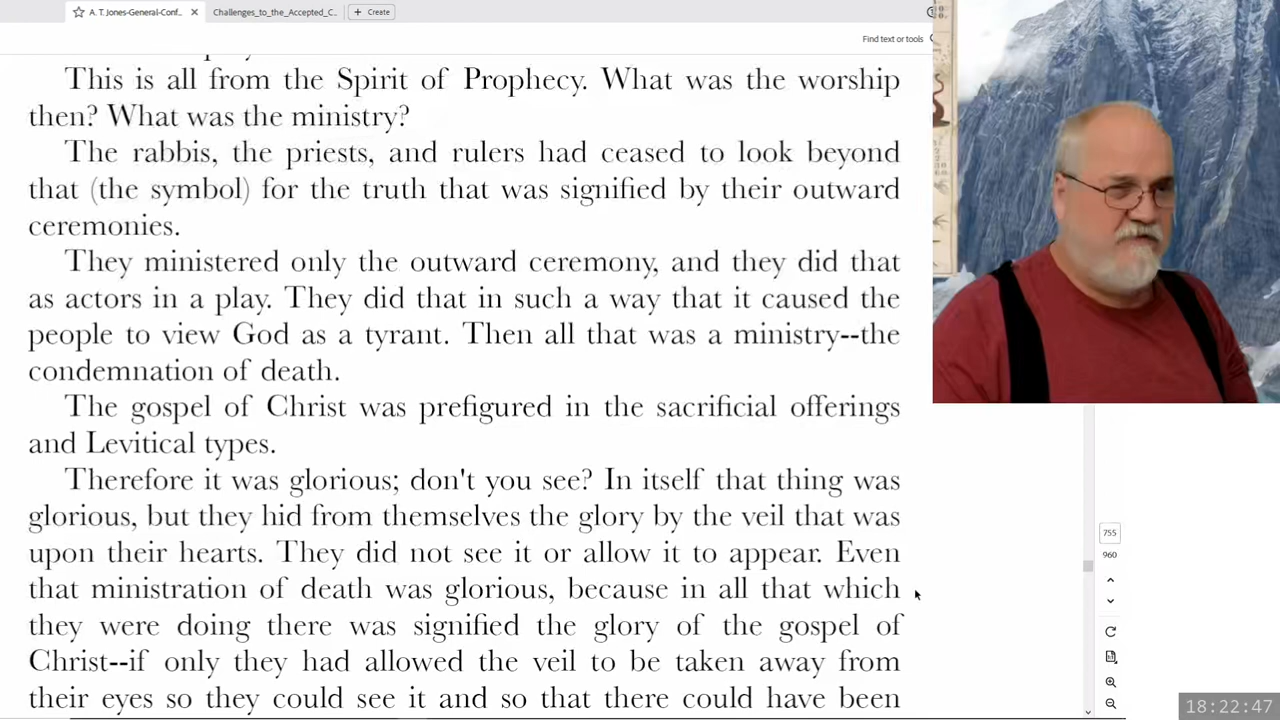 A. T. Jones-General-Conf...
Challenges_to_the_Accepted_C...
+ Create
Find text or tools
This is all from the Spirit of Prophecy. What was the worship
then? What was the ministry?
The rabbis, the priests, and rulers had ceased to look beyond
that (the symbol) for the truth that was signified by their outward
ceremonies.
They ministered only the outward ceremony, and they did that
as actors in a play. They did that in such a way that it caused the
people to view God as a tyrant. Then all that was a ministry--the
condemnation of death.
The gospel of Christ was prefigured in the sacrificial offerings
and Levitical types.
Therefore it was glorious; don't you see? In itself that thing was
glorious, but they hid from themselves the glory by the veil that was
upon their hearts. They did not see it or allow it to appear. Even
that ministration of death was glorious, because in all that which
they were doing there was signified the glory of the gospel of
Christ--if only they had allowed the veil to be taken away from
their eyes so they could see it and so that there could have been
755
960
18:22:47